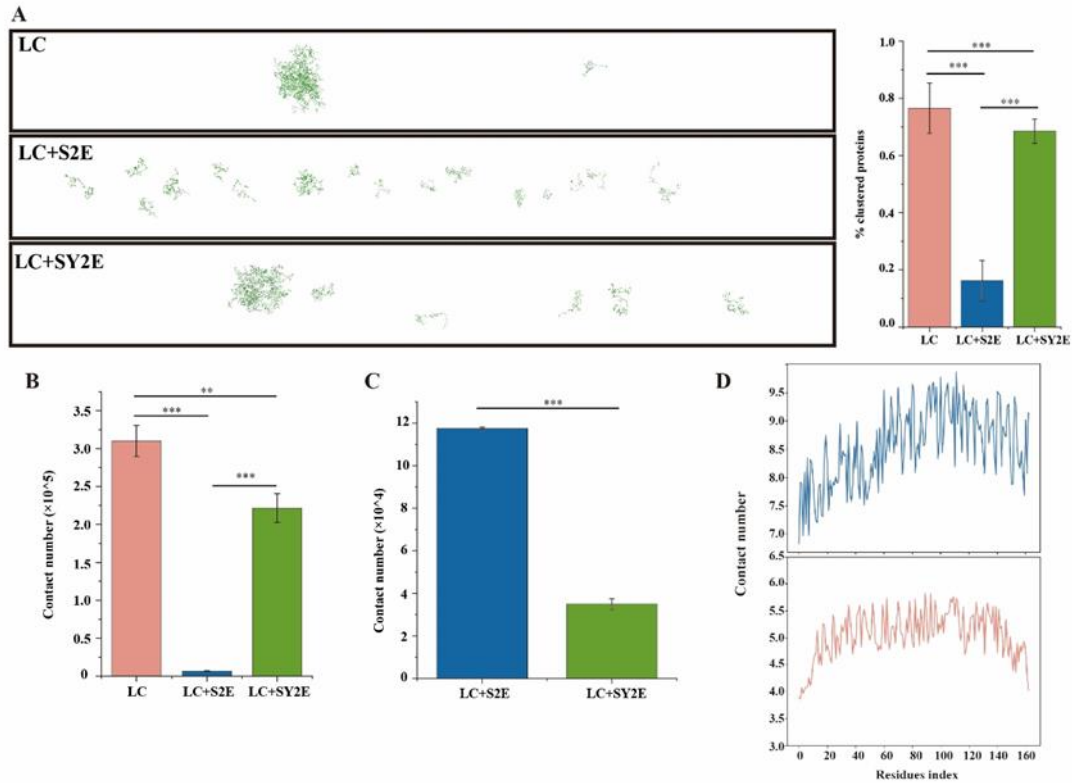 A
LC
LC+S2E
LC+SY2E
% clustered proteins
1.0
0.8
0.6
0.4
0.2
0.0
***
***
***
LC
LC+S2E
LC+SY2E
B
Contact number (×10^5)
3.5
3.0
2.5
2.0
1.5
1.0
0.5
0
**
***
***
LC
LC+S2E
LC+SY2E
C
Contact number (×10^4)
12
10
8
6
4
2
0
***
LC+S2E
LC+SY2E
D
Contact number
9.5
9.0
8.5
8.0
7.5
7.0
6.5
6.0
5.5
5.0
4.5
4.0
3.5
3.0
0 20 40 60 80 100 120 140 160
Residues index